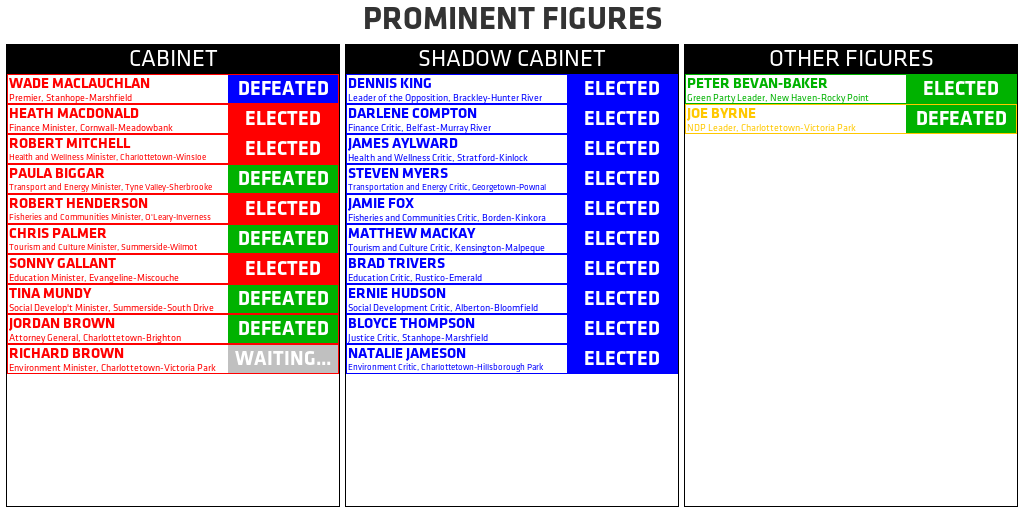 PROMINENT FIGURES
CABINET
WADE MACLAUCHLAN
Premier, Stanhope-Marshfield
DEFEATED
HEATH MACDONALD
Finance Minister, Cornwall-Meadowbank
ELECTED
ROBERT MITCHELL
Health and Wellness Minister, Charlottetown-Winsloe
ELECTED
PAULA BIGGAR
Transport and Energy Minister, Tyne Valley-Sherbrooke
DEFEATED
ROBERT HENDERSON
Fisheries and Communities Minister, O'Leary-Inverness
ELECTED
CHRIS PALMER
Tourism and Culture Minister, Summerside-Wilmot
DEFEATED
SONNY GALLANT
Education Minister, Evangeline-Miscouche
ELECTED
TINA MUNDY
Social Develop't Minister, Summerside-South Drive
DEFEATED
JORDAN BROWN
Attorney General, Charlottetown-Brighton
DEFEATED
RICHARD BROWN
Environment Minister, Charlottetown-Victoria Park
WAITING...
SHADOW CABINET
DENNIS KING
Leader of the Opposition, Brackley-Hunter River
ELECTED
DARLENE COMPTON
Finance Critic, Belfast-Murray River
ELECTED
JAMES AYLWARD
Health and Wellness Critic, Stratford-Kinlock
ELECTED
STEVEN MYERS
Transportation and Energy Critic, Georgetown-Pownal
ELECTED
JAMIE FOX
Fisheries and Communities Critic, Borden-Kinkora
ELECTED
MATTHEW MACKAY
Tourism and Culture Critic, Kensington-Malpeque
ELECTED
BRAD TRIVERS
Education Critic, Rustico-Emerald
ELECTED
ERNIE HUDSON
Social Development Critic, Alberton-Bloomfield
ELECTED
BLOYCE THOMPSON
Justice Critic, Stanhope-Marshfield
ELECTED
NATALIE JAMESON
Environment Critic, Charlottetown-Hillsborough Park
ELECTED
OTHER FIGURES
PETER BEVAN-BAKER
Green Party Leader, New Haven-Rocky Point
ELECTED
JOE BYRNE
NDP Leader, Charlottetown-Victoria Park
DEFEATED